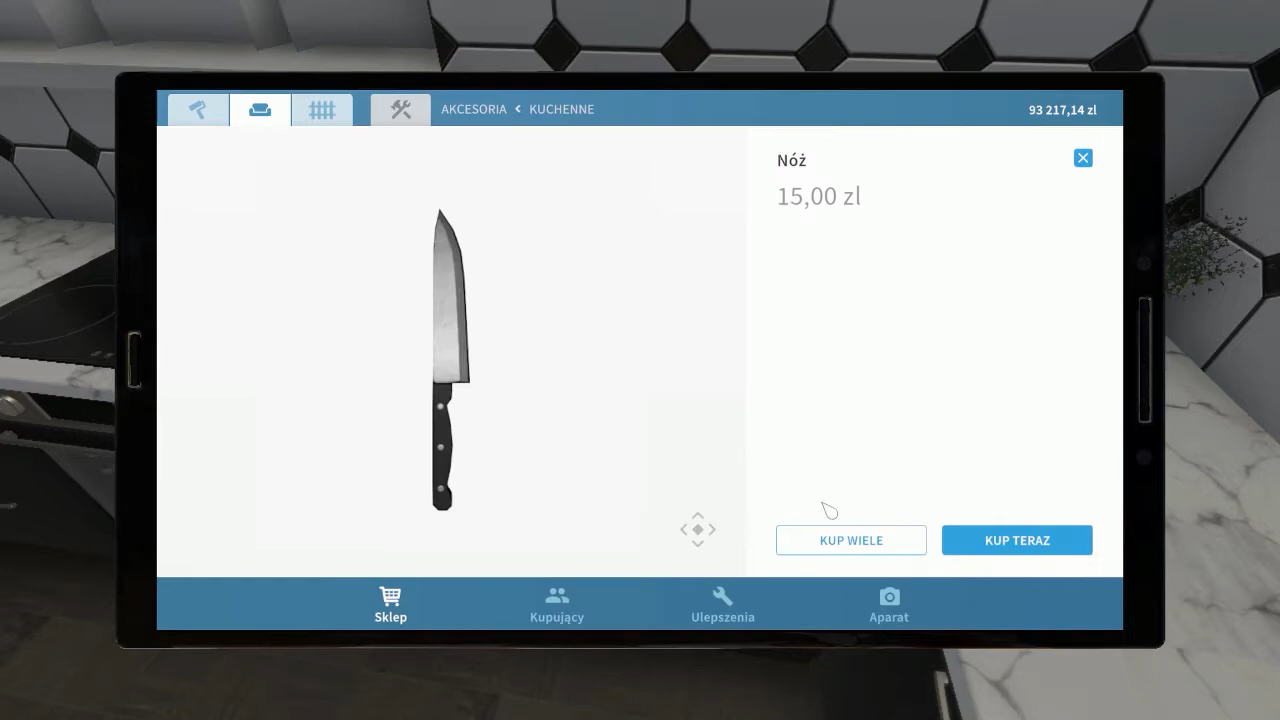 AKCESORIA < KUCHENNE
93 217,14 zl
Nóż
15,00 zl
KUP WIELE
KUP TERAZ
Sklep
Kupujący
Ulepszenia
Aparat